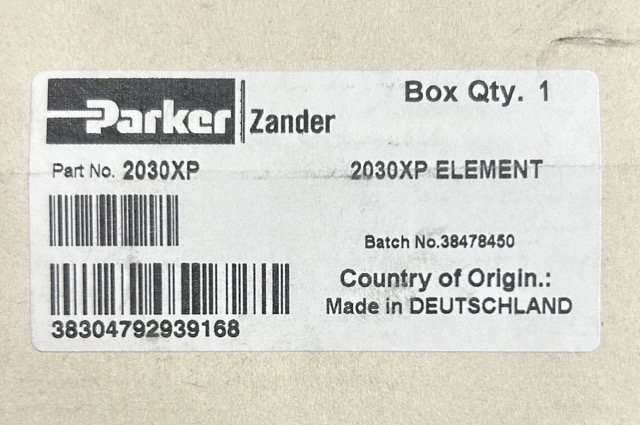 Parker Zander
Box Qty. 1
Part No. 2030XP
2030XP ELEMENT
Batch No.38478450
Country of Origin.:
Made in DEUTSCHLAND
38304792939168